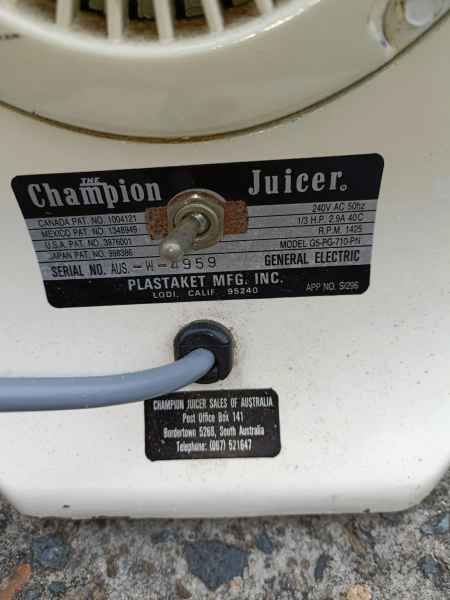 THE
Champion Juicer®
CANADA PAT. NO. 1004121
MEXICO PAT. NO. 1348949
U.S.A. PAT. NO. 3976001
JAPAN PAT. NO. 998386
SERIAL NO. AUS. -W-4959
240V AC 50hz
1/3 H.P. 2.9A 40C
R.P.M. 1425
MODEL G5-PG-710-PN
GENERAL ELECTRIC
PLASTAKET MFG. INC.
LODI, CALIF. 95240
APP NO. S/296
CHAMPION JUICER SALES OF AUSTRALIA
Post Office Box 141
Bordertown 5268, South Australia
Telephone: (087) 521647